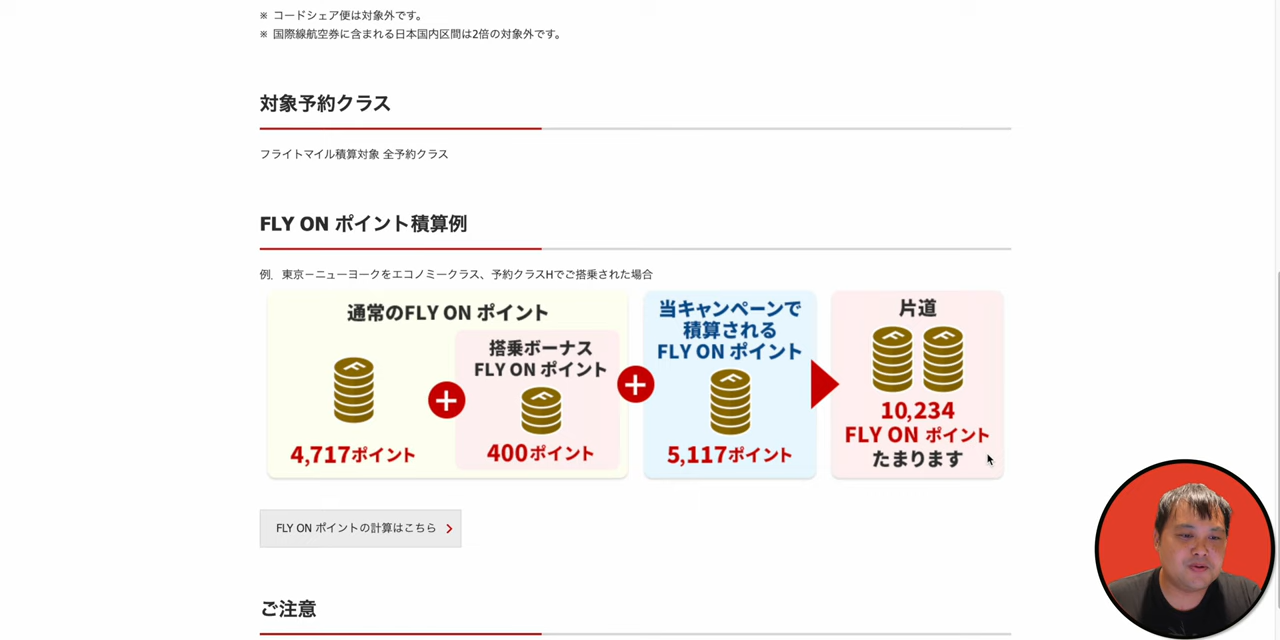 ※ コードシェア便は対象外です。
※ 国際線航空券に含まれる日本国内区間は2倍の対象外です。
対象予約クラス
フライトマイル積算対象 全予約クラス
FLY ON ポイント積算例
例．東京－ニューヨークをエコノミークラス、予約クラスHでご搭乗された場合
通常のFLY ON ポイント
4,717ポイント
搭乗ボーナス
FLY ON ポイント
400ポイント
当キャンペーンで
積算される
FLY ON ポイント
5,117ポイント
片道
10,234
FLY ON ポイント
たまります
FLY ON ポイントの計算はこちら
ご注意